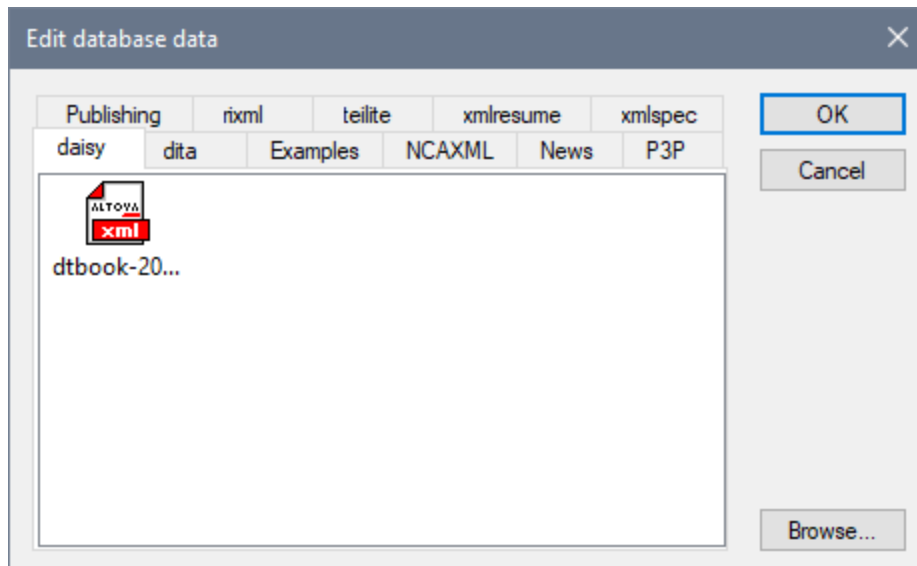 Edit database data
Publishing rixml teilite xmlresume xmlspec
OK
daisy dita Examples NCAXML News P3P
Cancel
ALTOVA
xml
dtbook-20...
Browse...